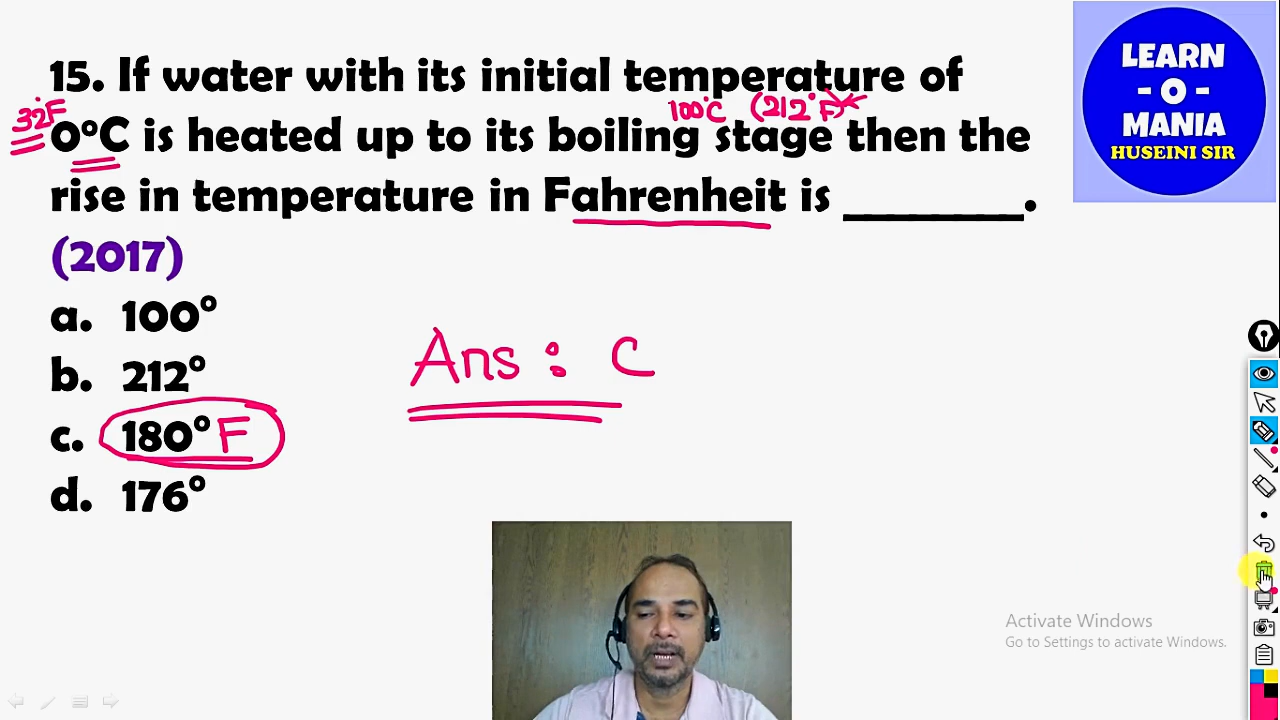 15. If water with its initial temperature of
100°C (212°F)
32°F
0°C is heated up to its boiling stage then the
rise in temperature in Fahrenheit is ________.
(2017)
a. 100°
b. 212°
c. 180° F
d. 176°
Ans : C
LEARN
- O -
MANIA
HUSEINI SIR
Activate Windows
Go to Settings to activate Windows.